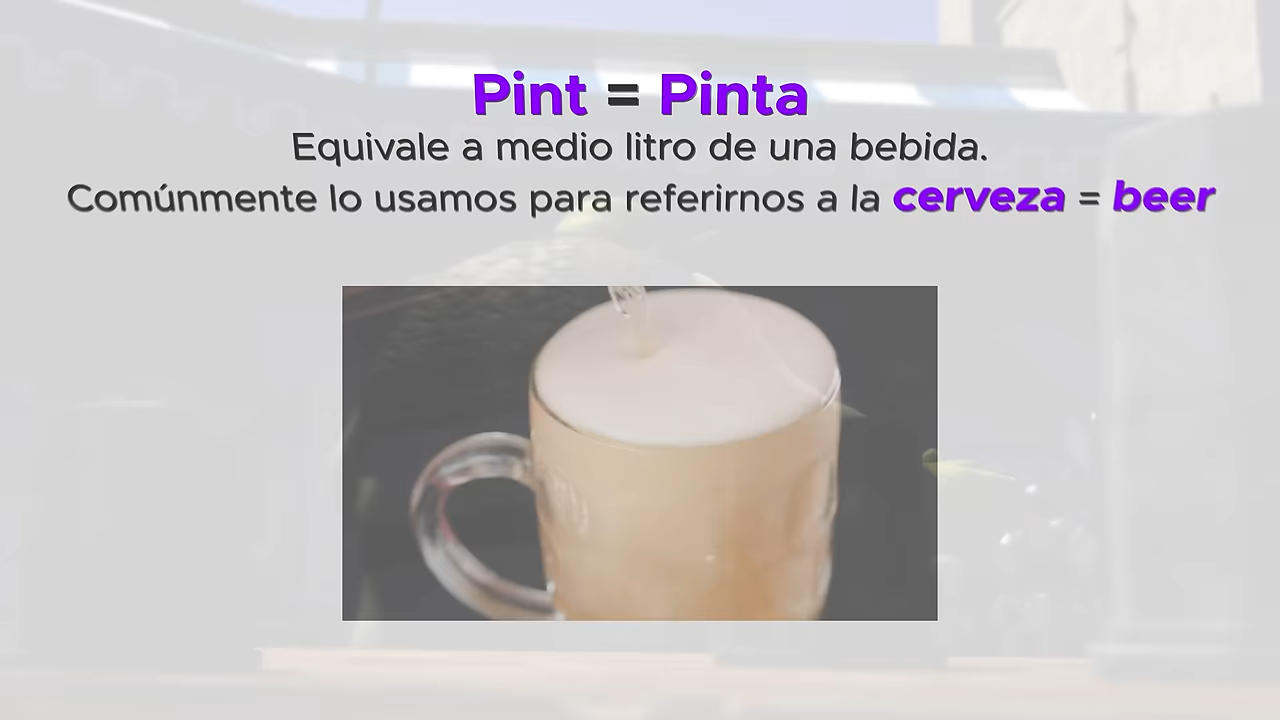 Pint = Pinta
Equivale a medio litro de una bebida.
Comúnmente lo usamos para referirnos a la cerveza = beer